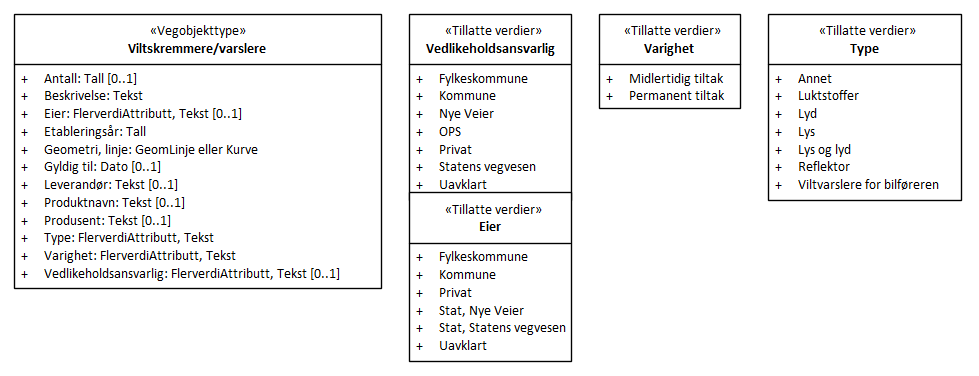 «Vegobjekttype»
Viltskremmere/varslere
+ Antall: Tall [0..1]
+ Beskrivelse: Tekst
+ Eier: FlerverdiAttributt, Tekst [0..1]
+ Etableringsår: Tall
+ Geometri, linje: GeomLinje eller Kurve
+ Gyldig til: Dato [0..1]
+ Leverandør: Tekst [0..1]
+ Produktnavn: Tekst [0..1]
+ Produsent: Tekst [0..1]
+ Type: FlerverdiAttributt, Tekst
+ Varighet: FlerverdiAttributt, Tekst
+ Vedlikeholdsansvarlig: FlerverdiAttributt, Tekst [0..1]
«Tillatte verdier»
Vedlikeholdsansvarlig
+ Fylkeskommune
+ Kommune
+ Nye Veier
+ OPS
+ Privat
+ Statens vegvesen
+ Uavklart
«Tillatte verdier»
Eier
+ Fylkeskommune
+ Kommune
+ Privat
+ Stat, Nye Veier
+ Stat, Statens vegvesen
+ Uavklart
«Tillatte verdier»
Varighet
+ Midlertidig tiltak
+ Permanent tiltak
«Tillatte verdier»
Type
+ Annet
+ Luktstoffer
+ Lyd
+ Lys
+ Lys og lyd
+ Reflektor
+ Viltvarslere for bilføreren